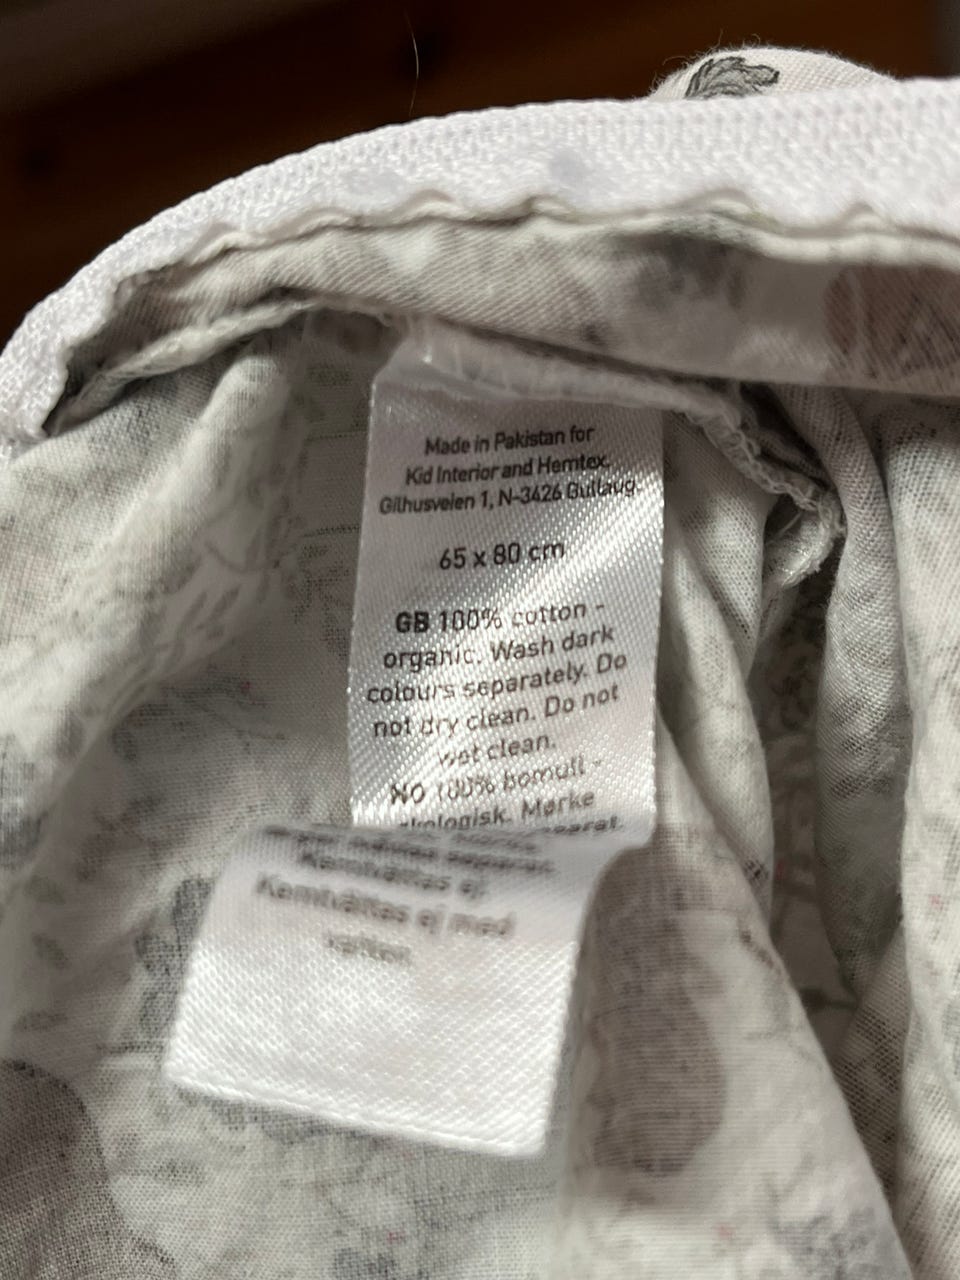 Made in Pakistan for
Kid Interior and Hemtex.
Gilhusveien 1, N-3426 Gullaug.
65 x 80 cm
GB 100% cotton -
organic. Wash dark
colours separately. Do
not dry clean. Do not
wet clean.
NO 100% bomull -
økologisk. Mørke
separat.
Kemtvättas ej.
Kemtvättas ej med
vatten.